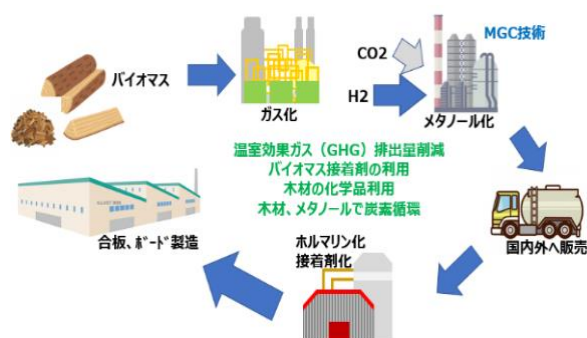 バイオマス
ガス化
CO2
H2
MGC技術
メタノール化
温室効果ガス（GHG）排出量削減
バイオマス接着剤の利用
木材の化学品利用
木材、メタノールで炭素循環
国内外へ販売
ホルマリン化
接着剤化
合板、ﾎﾞｰﾄﾞ製造